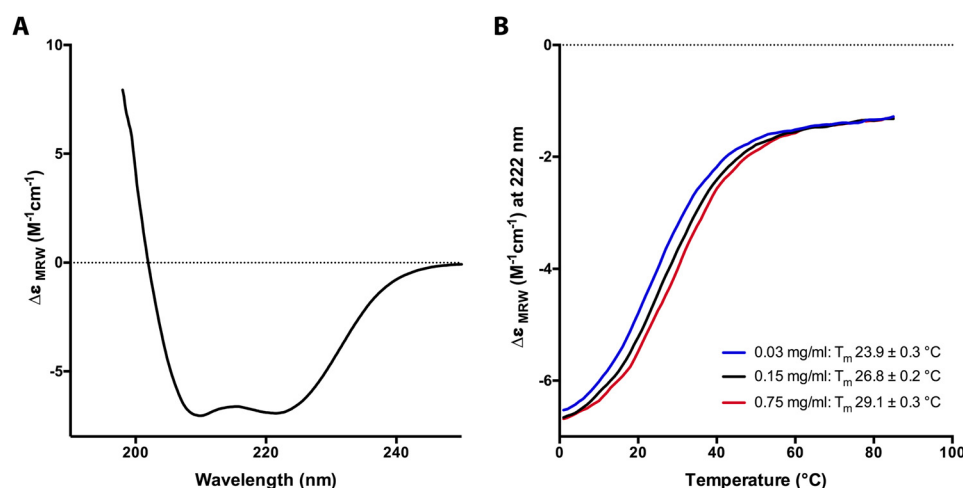 A
10
5
0
-5
Δε MRW (M-1cm-1)
200
220
240
Wavelength (nm)
B
0
-2
-4
-6
Δε MRW (M-1cm-1) at 222 nm
0.03 mg/ml: Tm 23.9 ± 0.3 °C
0.15 mg/ml: Tm 26.8 ± 0.2 °C
0.75 mg/ml: Tm 29.1 ± 0.3 °C
0
20
40
60
80
100
Temperature (°C)